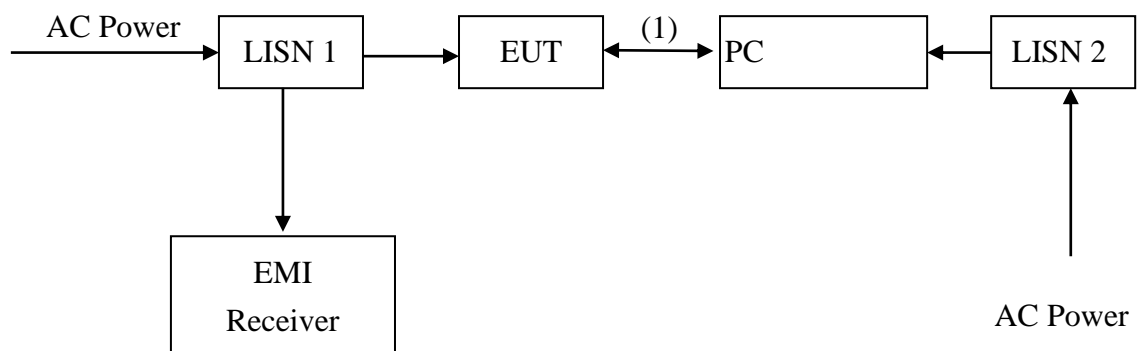 AC Power
LISN 1
EUT
(1)
PC
LISN 2
EMI
Receiver
AC Power